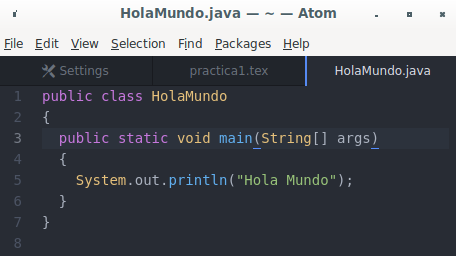 HolaMundo.java — ~ — Atom
File Edit View Selection Find Packages Help
Settings practica1.tex HolaMundo.java
1 public class HolaMundo
2 {
3 public static void main(String[] args)
4 {
5 System.out.println("Hola Mundo");
6 }
7 }
8